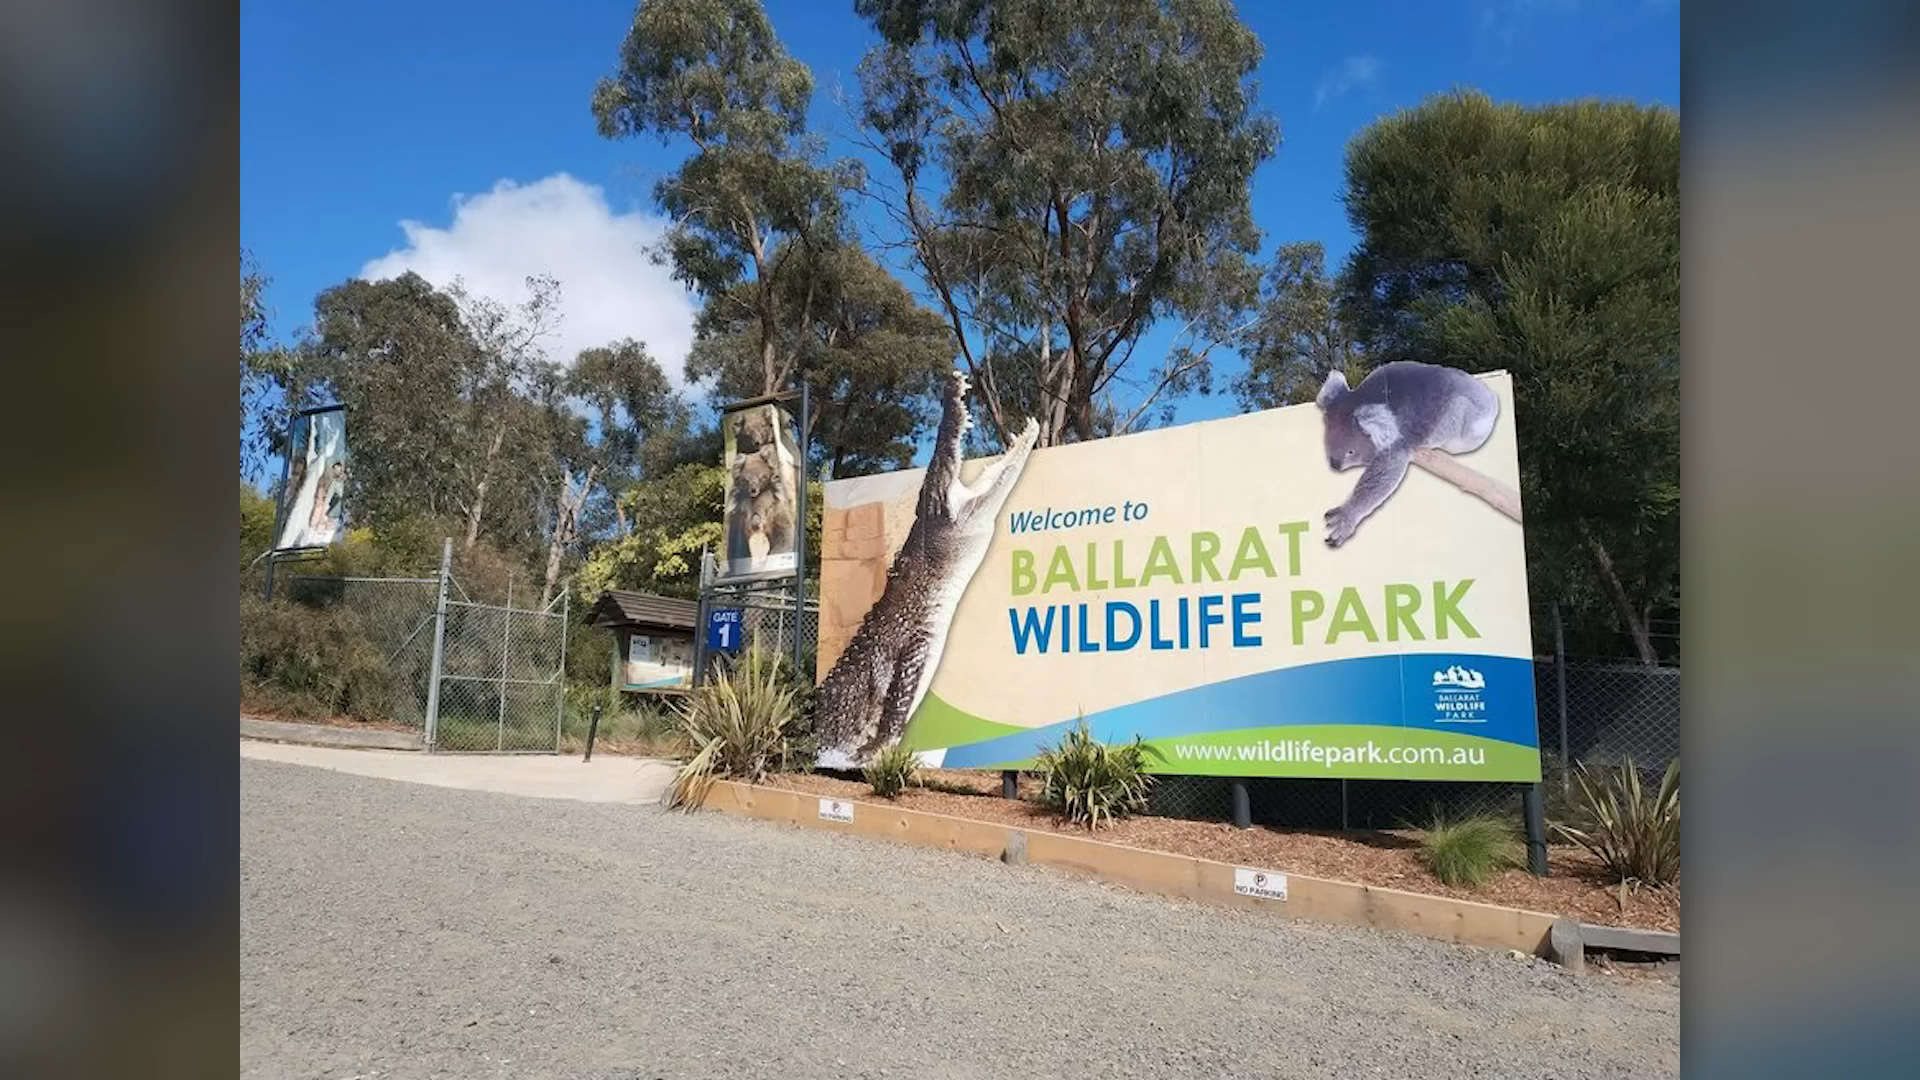 GATE
1
Welcome to
BALLARAT
WILDLIFE PARK
BALLARAT
WILDLIFE
PARK
www.wildlifepark.com.au
P
NO PARKING
P
NO PARKING